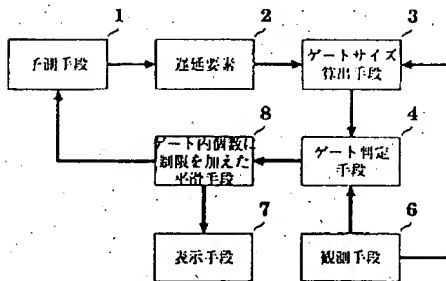 1
2
3
予測手段
遅延要素
ゲートサイズ
算出手段
8
4
ゲート内個数に
制限を加えた
平滑手段
ゲート判定
手段
7
6
表示手段
観測手段